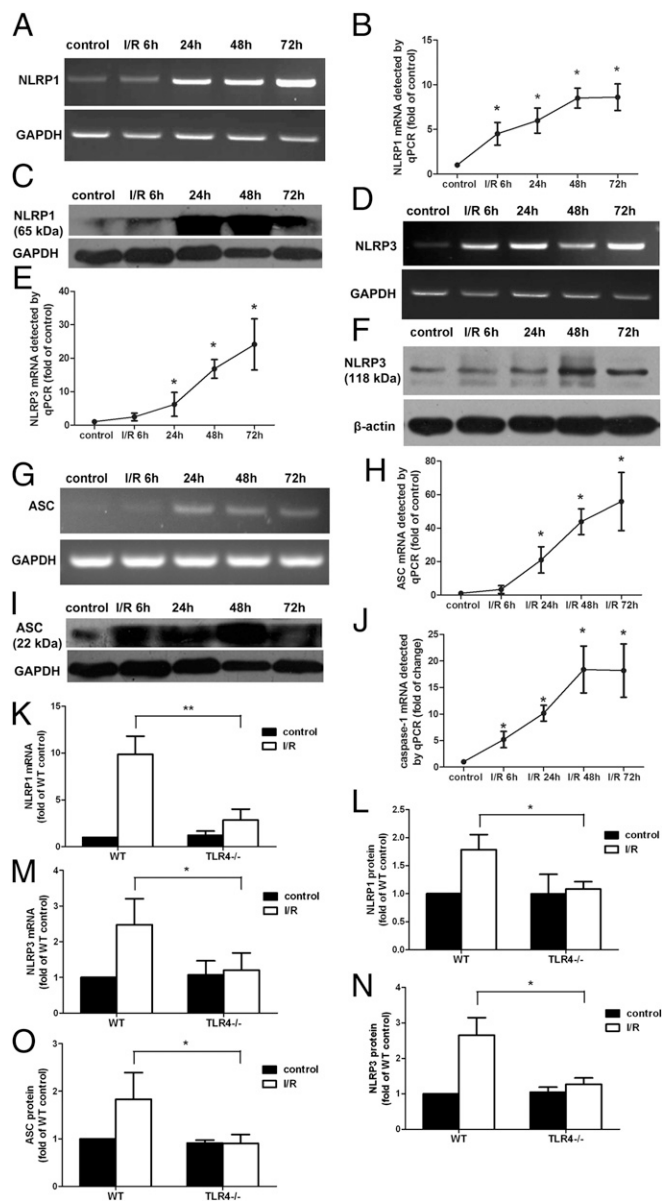 A
control I/R 6h 24h 48h 72h
NLRP1
GAPDH
B
NLRP1 mRNA detected by
qPCR (fold of control)
15
10
5
0
* * * *
control I/R 6h 24h 48h 72h
C
control I/R 6h 24h 48h 72h
NLRP1
(65 kDa)
GAPDH
D
control I/R 6h 24h 48h 72h
NLRP3
GAPDH
E
NLRP3 mRNA detected by
qPCR (fold of control)
40
30
20
10
0
* * *
control I/R 6h 24h 48h 72h
F
control I/R 6h 24h 48h 72h
NLRP3
(118 kDa)
β-actin
G
control I/R 6h 24h 48h 72h
ASC
GAPDH
H
ASC mRNA detected by
qPCR (fold of control)
80
60
40
20
0
* * *
control I/R 6h I/R 24h I/R 48h I/R 72h
I
control I/R 6h 24h 48h 72h
ASC
(22 kDa)
GAPDH
J
caspase-1 mRNA detected
by qPCR (fold of change)
25
20
15
10
5
0
* * * *
control I/R 6h I/R 24h I/R 48h I/R 72h
K
NLRP1 mRNA
(fold of WT control)
15
10
5
0
**
control
I/R
WT TLR4-/-
L
NLRP1 protein
(fold of WT control)
2.5
2.0
1.5
1.0
0.5
0.0
*
control
I/R
WT TLR4-/-
M
NLRP3 mRNA
(fold of WT control)
4
3
2
1
0
*
control
I/R
WT TLR4-/-
N
NLRP3 protein
(fold of WT control)
4
3
2
1
0
*
control
I/R
WT TLR4-/-
O
ASC protein
(fold of WT control)
3
2
1
0
*
control
I/R
WT TLR4-/-